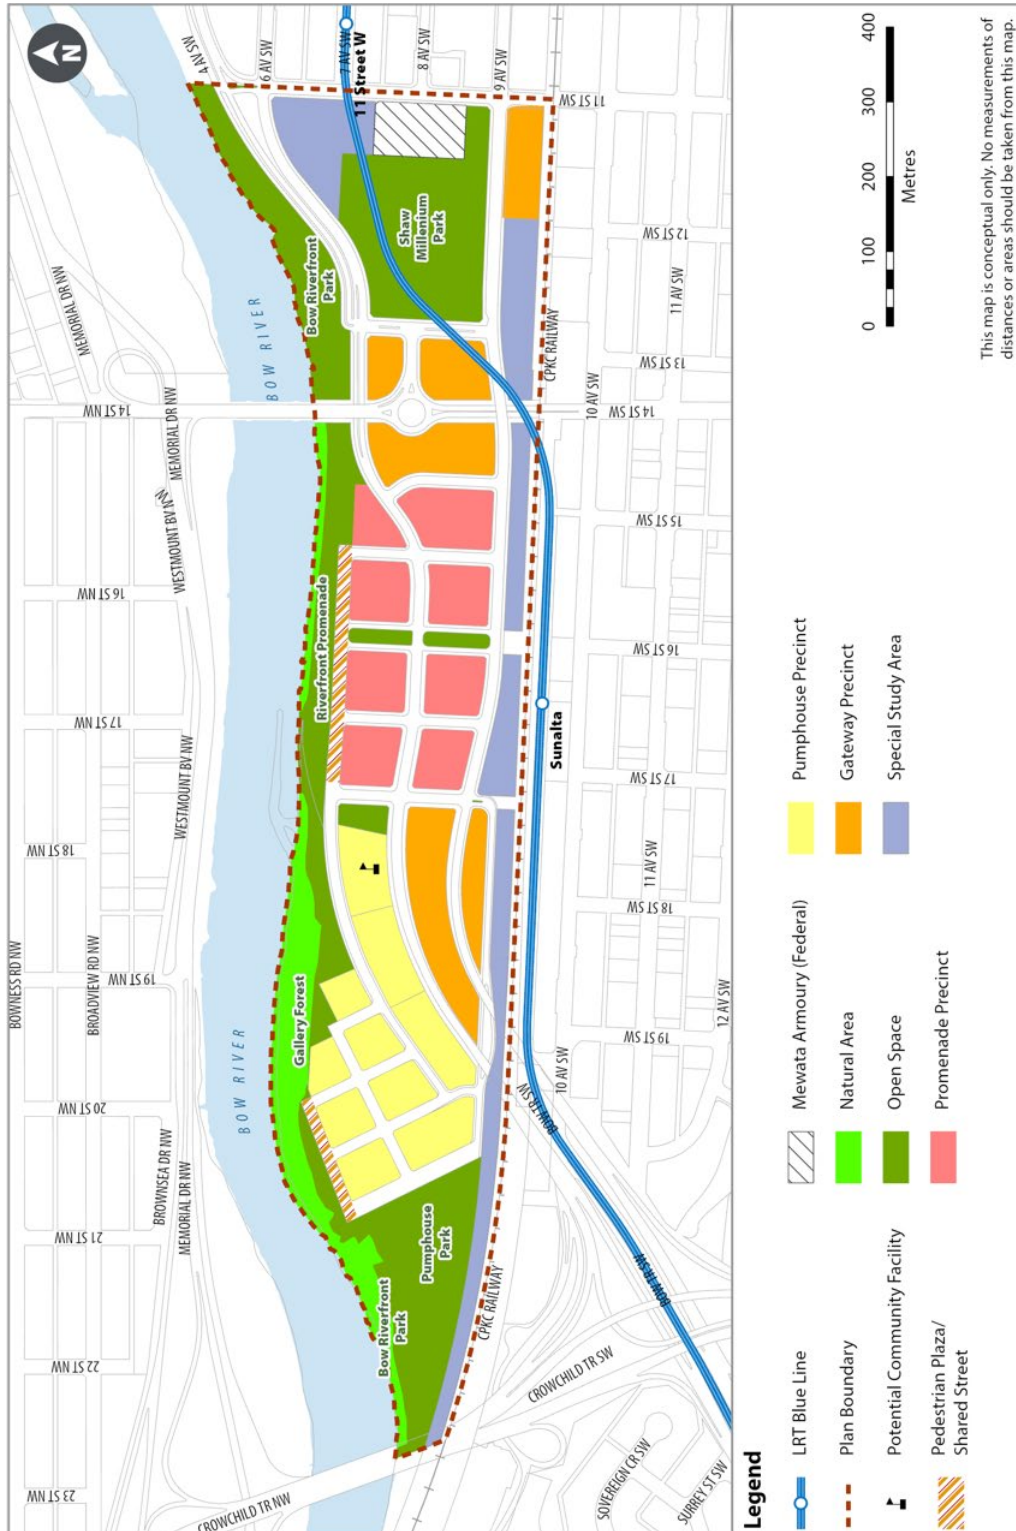 BOWNESS RD NW
BROADVIEW RD NW
23 ST NW
22 ST NW
21 ST NW
20 ST NW
19 ST NW
18 ST NW
17 ST NW
16 ST NW
14 ST NW
BROWNSEA DR NW
MEMORIAL DR NW
WESTMOUNT BV NW
WESTMOUNT BV NW
MEMORIAL DR NW
MEMORIAL DR NW
CROWCHILD TR NW
BOW RIVER
BOW RIVER
Bow Riverfront
Park
Gallery Forest
Riverfront Promenade
Bow Riverfront
Park
Pumphouse
Park
Shaw
Millenium
Park
N
4 AV SW
6 AV SW
7 AV SW
11 Street W
8 AV SW
9 AV SW
11 ST SW
CPKC RAILWAY
CPKC RAILWAY
Sunalta
CROWCHILD TR SW
BOW TR SW
BOW TR SW
SOVEREIGN CR SW
SURREY ST SW
10 AV SW
10 AV SW
19 ST SW
18 ST SW
17 ST SW
16 ST SW
15 ST SW
14 ST SW
13 ST SW
12 ST SW
11 AV SW
11 AV SW
12 AV SW
Legend
LRT Blue Line
Plan Boundary
Potential Community Facility
Pedestrian Plaza/
Shared Street
Mewata Armoury (Federal)
Natural Area
Open Space
Promenade Precinct
Pumphouse Precinct
Gateway Precinct
Special Study Area
0 100 200 300 400
Metres
This map is conceptual only. No measurements of
distances or areas should be taken from this map.